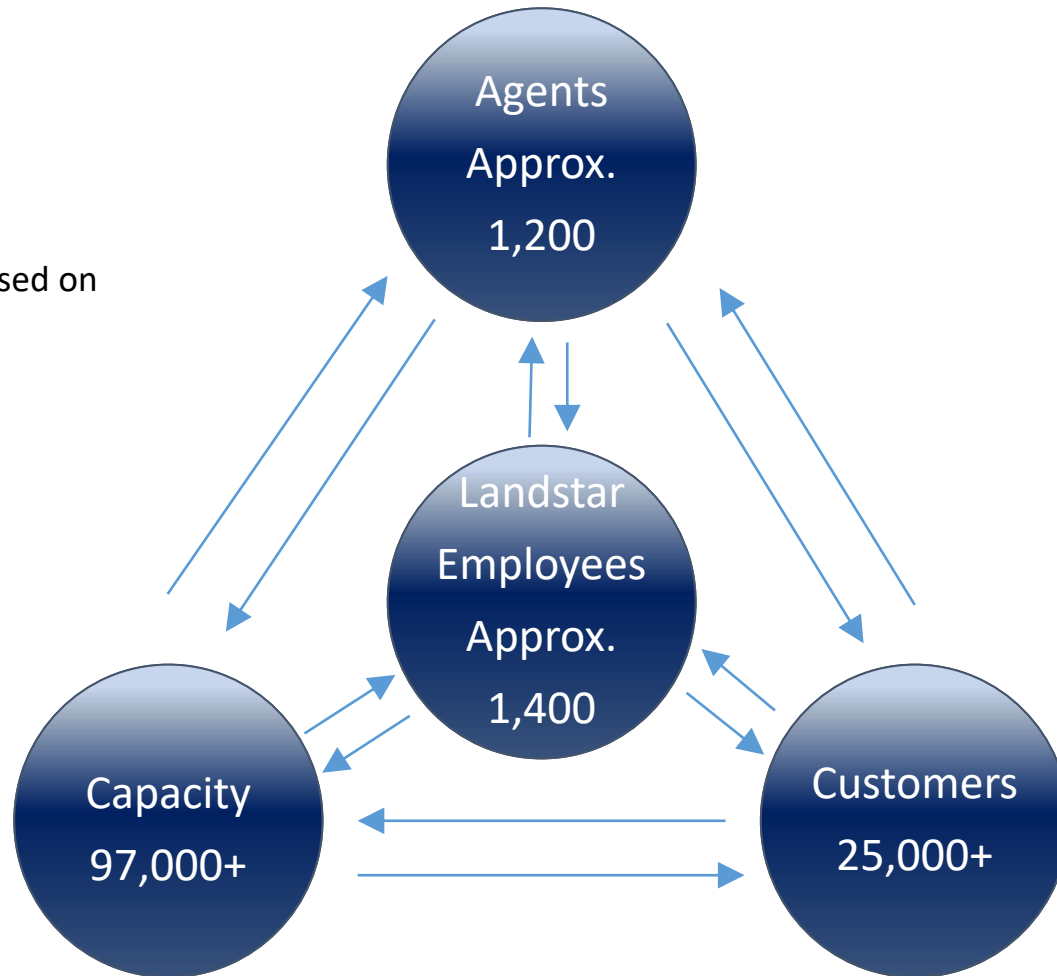 Agents
Approx.
1,200
sed on
Landstar
Employees
Approx.
1,400
Capacity
97,000+
Customers
25,000+